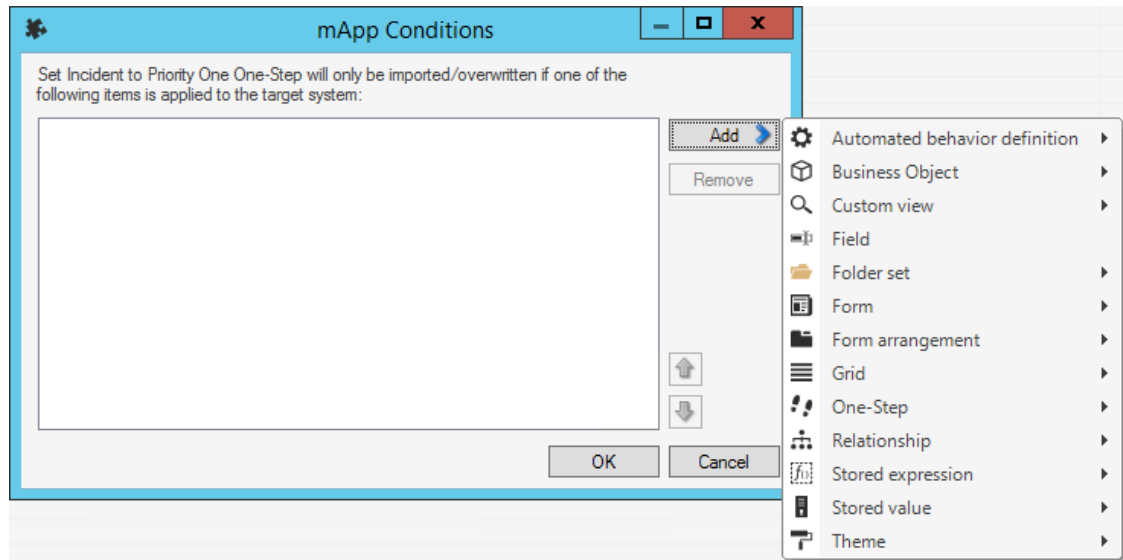 mApp Conditions
Set Incident to Priority One One-Step will only be imported/overwritten if one of the
following items is applied to the target system:
Add
Remove
OK
Cancel
Automated behavior definition
Business Object
Custom view
Field
Folder set
Form
Form arrangement
Grid
One-Step
Relationship
Stored expression
Stored value
Theme